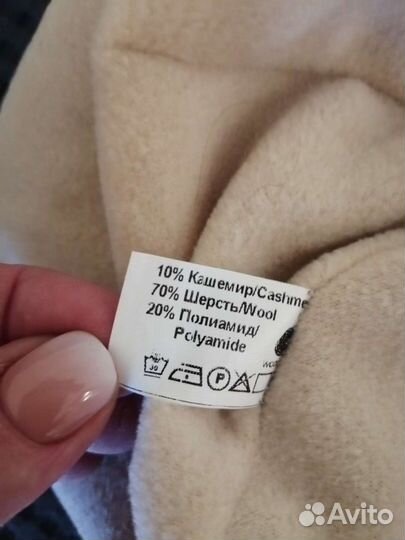 10% Кашемир/Cashme
70% Шерсть/Wool
20% Полиамид/
Polyamide
30
P
Avito